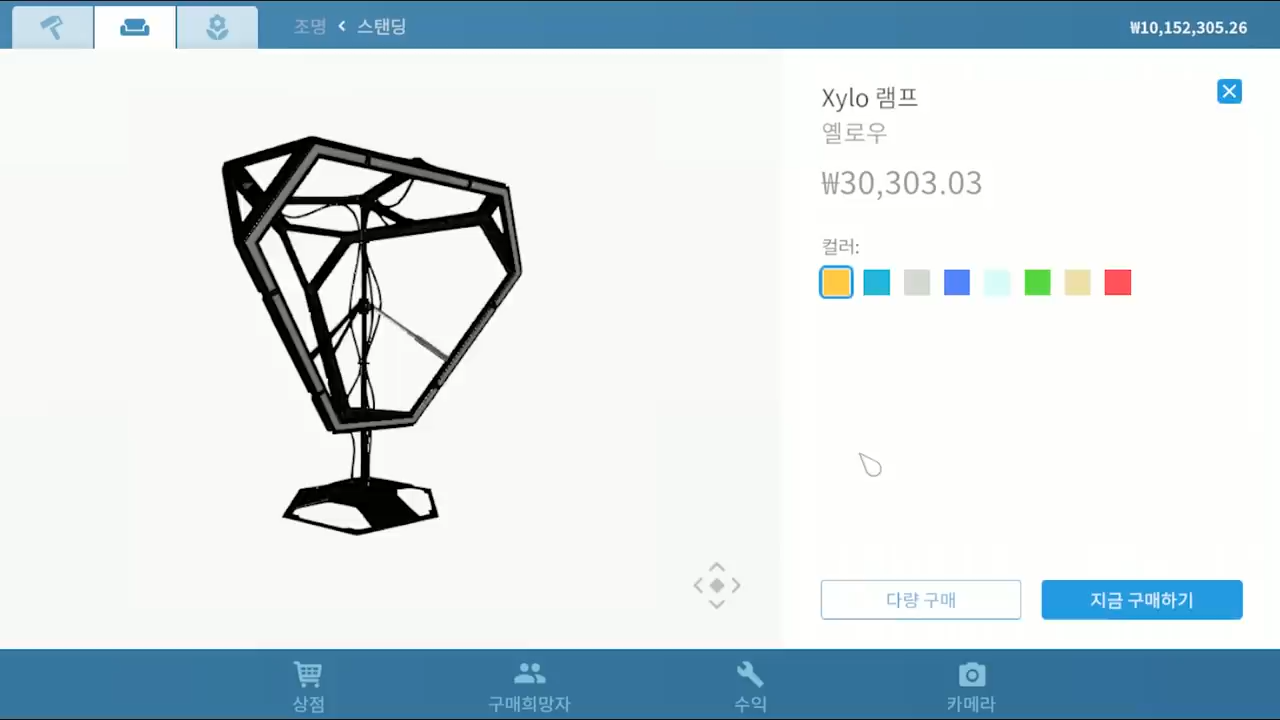 조명 < 스탠딩
₩10,152,305.26
Xylo 램프
옐로우
₩30,303.03
컬러:
다량 구매
지금 구매하기
상점
구매희망자
수익
카메라